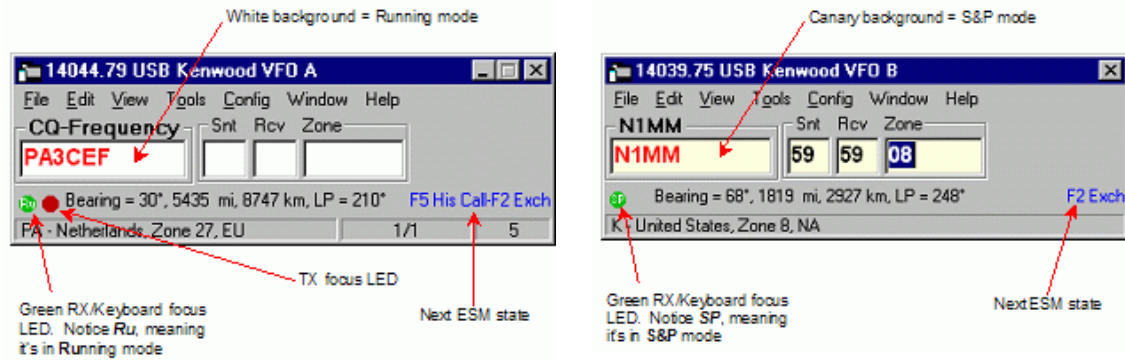 White background = Running mode
14044.79 USB Kenwood VFO A
File Edit View Tools Config Window Help
CQ-Frequency Snt Rcv Zone
PA3CEF
Ru Bearing = 30°, 5435 mi, 8747 km, LP = 210° F5 His Call-F2 Exch
PA - Netherlands, Zone 27, EU 1/1 5
TX focus LED
Green RX/Keyboard focus
LED. Notice Ru, meaning
it's in Running mode
Next ESM state
Canary background = S&P mode
14039.75 USB Kenwood VFO B
File Edit View Tools Config Window Help
N1MM Snt Rcv Zone
N1MM 59 59 08
SP Bearing = 68°, 1819 mi, 2927 km, LP = 248° F2 Exch
K - United States, Zone 8, NA
Green RX/Keyboard focus
LED. Notice SP, meaning
it's in S&P mode
Next ESM state